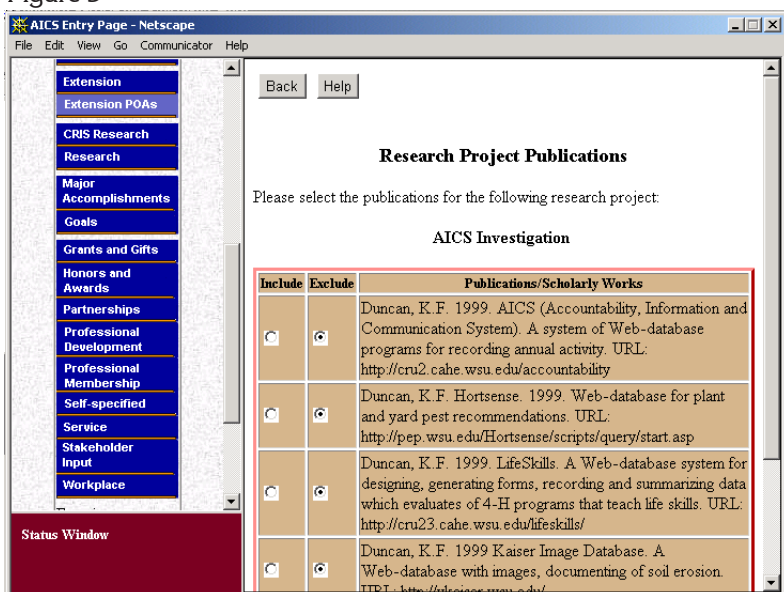 AICS Entry Page - Netscape
File Edit View Go Communicator Help
Extension
Extension POAs
CRIS Research
Research
Major
Accomplishments
Goals
Grants and Gifts
Honors and
Awards
Partnerships
Professional
Development
Professional
Membership
Self-specified
Service
Stakeholder
Input
Workplace
Status Window
Back Help
Research Project Publications
Please select the publications for the following research project:
AICS Investigation
Include Exclude Publications/Scholarly Works
Duncan, K.F. 1999. AICS (Accountability, Information and
Communication System). A system of Web-database
programs for recording annual activity. URL:
http://cru2.cahe.wsu.edu/accountability
Duncan, K.F. Hortsense. 1999. Web-database for plant
and yard pest recommendations. URL:
http://pep.wsu.edu/Hortsense/scripts/query/start.asp
Duncan, K.F. 1999. LifeSkills. A Web-database system for
designing, generating forms, recording and summarizing data
which evaluates of 4-H programs that teach life skills. URL:
http://cru23.cahe.wsu.edu/lifeskills/
Duncan, K.F. 1999 Kaiser Image Database. A
Web-database with images, documenting of soil erosion.